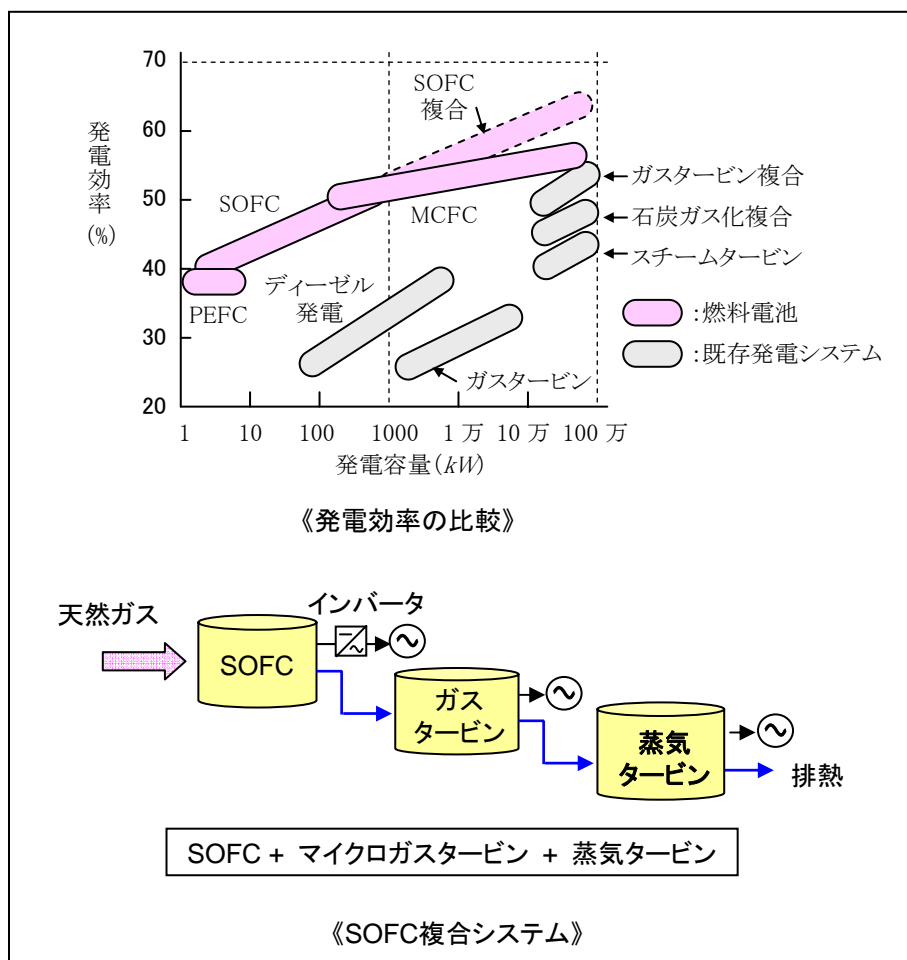 70
60
50
40
30
20
発電効率
(%)
SOFC
複合
SOFC
MCFC
PEFC
ディーゼル
発電
ガスタービン
ガスタービン複合
石炭ガス化複合
スチームタービン
:燃料電池
:既存発電システム
1 10 100 1000 1万 10万 100万
発電容量(kW)
《発電効率の比較》
天然ガス
インバータ
SOFC
ガス
タービン
蒸気
タービン
排熱
SOFC + マイクロガスタービン + 蒸気タービン
《SOFC複合システム》